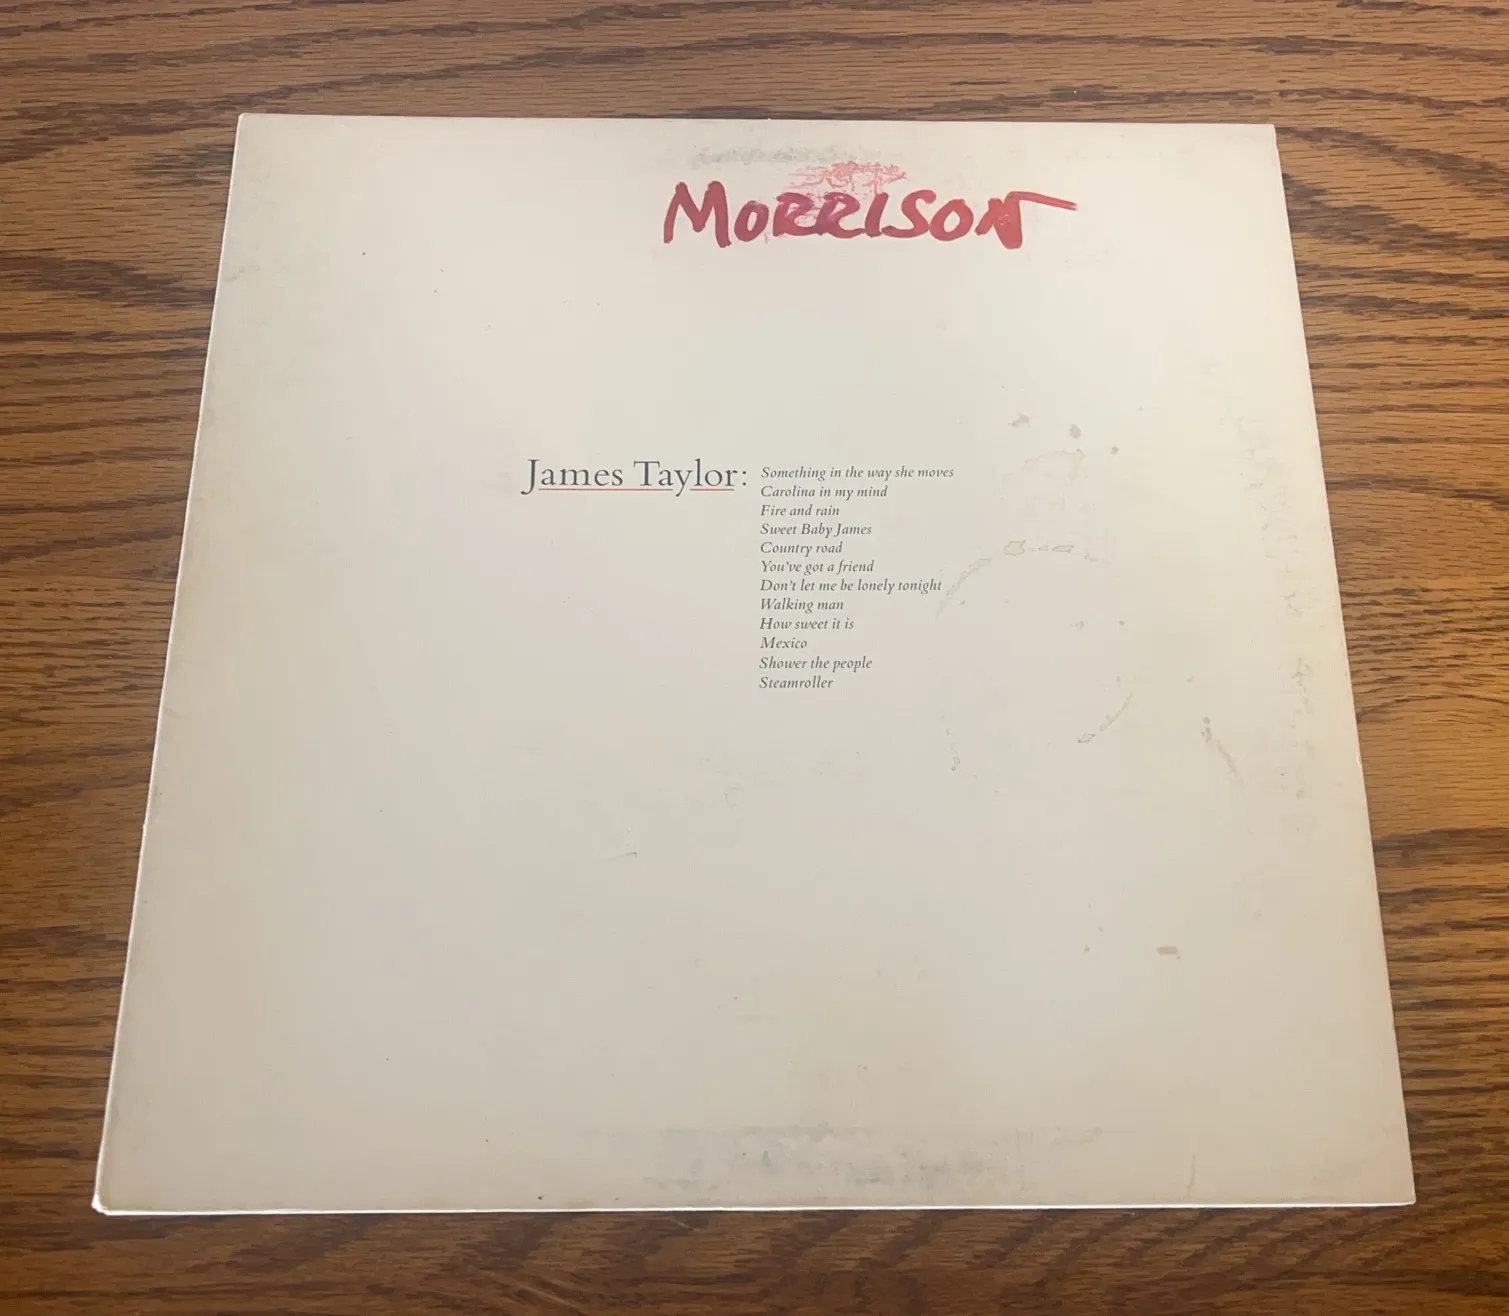 MORRISON
James Taylor:
Something in the way she moves
Carolina in my mind
Fire and rain
Sweet Baby James
Country road
You've got a friend
Don't let me be lonely tonight
Walking man
How sweet it is
Mexico
Shower the people
Steamroller